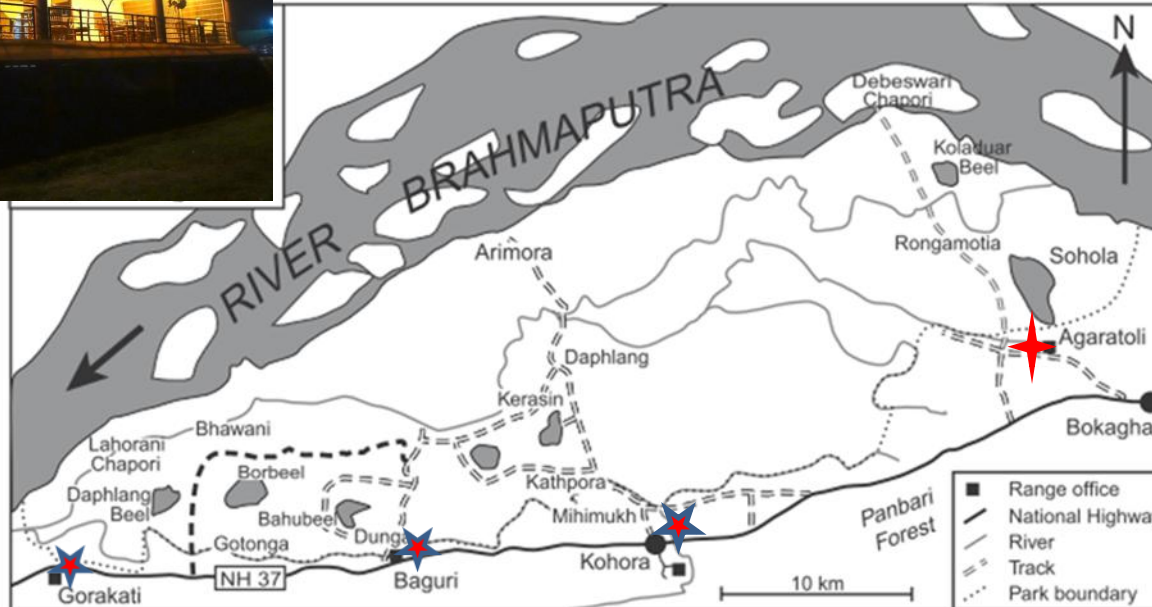 N
Debeswari
Chapori
Koladuar
Beel
RIVER BRAHMAPUTRA
Arimora
Rongamotia
Sohola
Agaratoli
Daphlang
Kerasin
Bokagha
Lahorani
Chapori
Bhawani
Daphlang
Beel
Borbeel
Bahubeel
Gotonga
Dunga
Kathpora
Mihimukh
Panbari
Forest
Gorakati
NH 37
Baguri
Kohora
10 km
Range office
National Highwa
River
Track
Park boundary